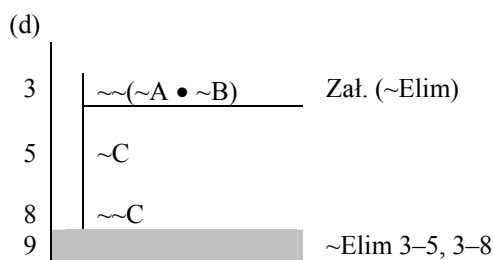 (d)
3 ~~(~A ● ~B) Zał. (~Elim)
5 ~C
8 ~~C
9 ~Elim 3–5, 3–8